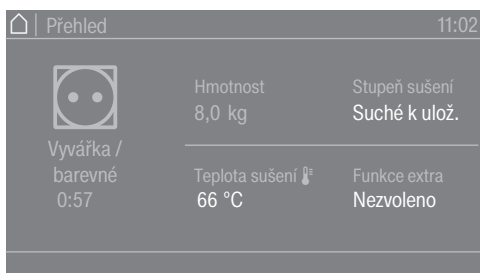 Přehled
11:02
Vyvářka /
barevné
0:57
Hmotnost
8,0 kg
Stupeň sušení
Suché k ulož.
Teplota sušení
66 °C
Funkce extra
Nezvoleno